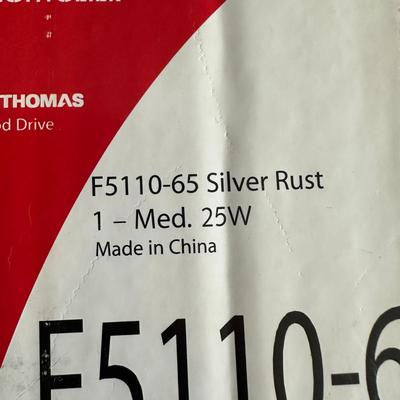 THOMAS
d Drive
F5110-65 Silver Rust
1 – Med. 25W
Made in China
F5110-6